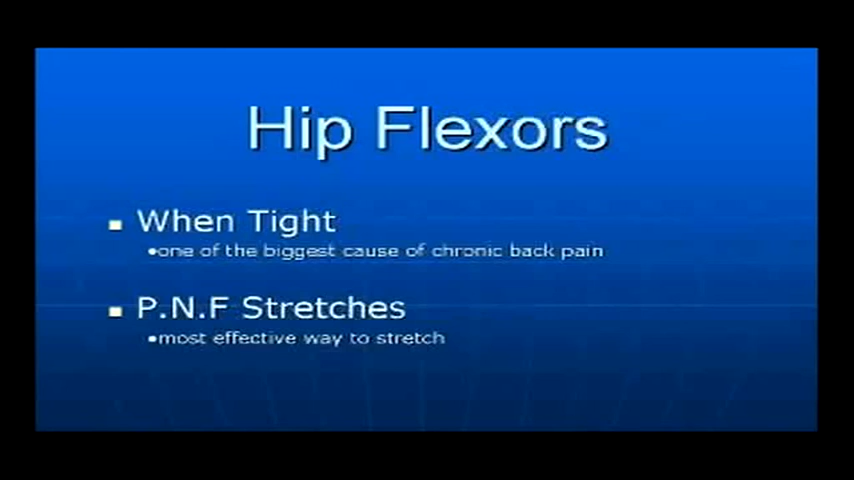 Hip Flexors
When Tight
•one of the biggest cause of chronic back pain
P.N.F Stretches
•most effective way to stretch